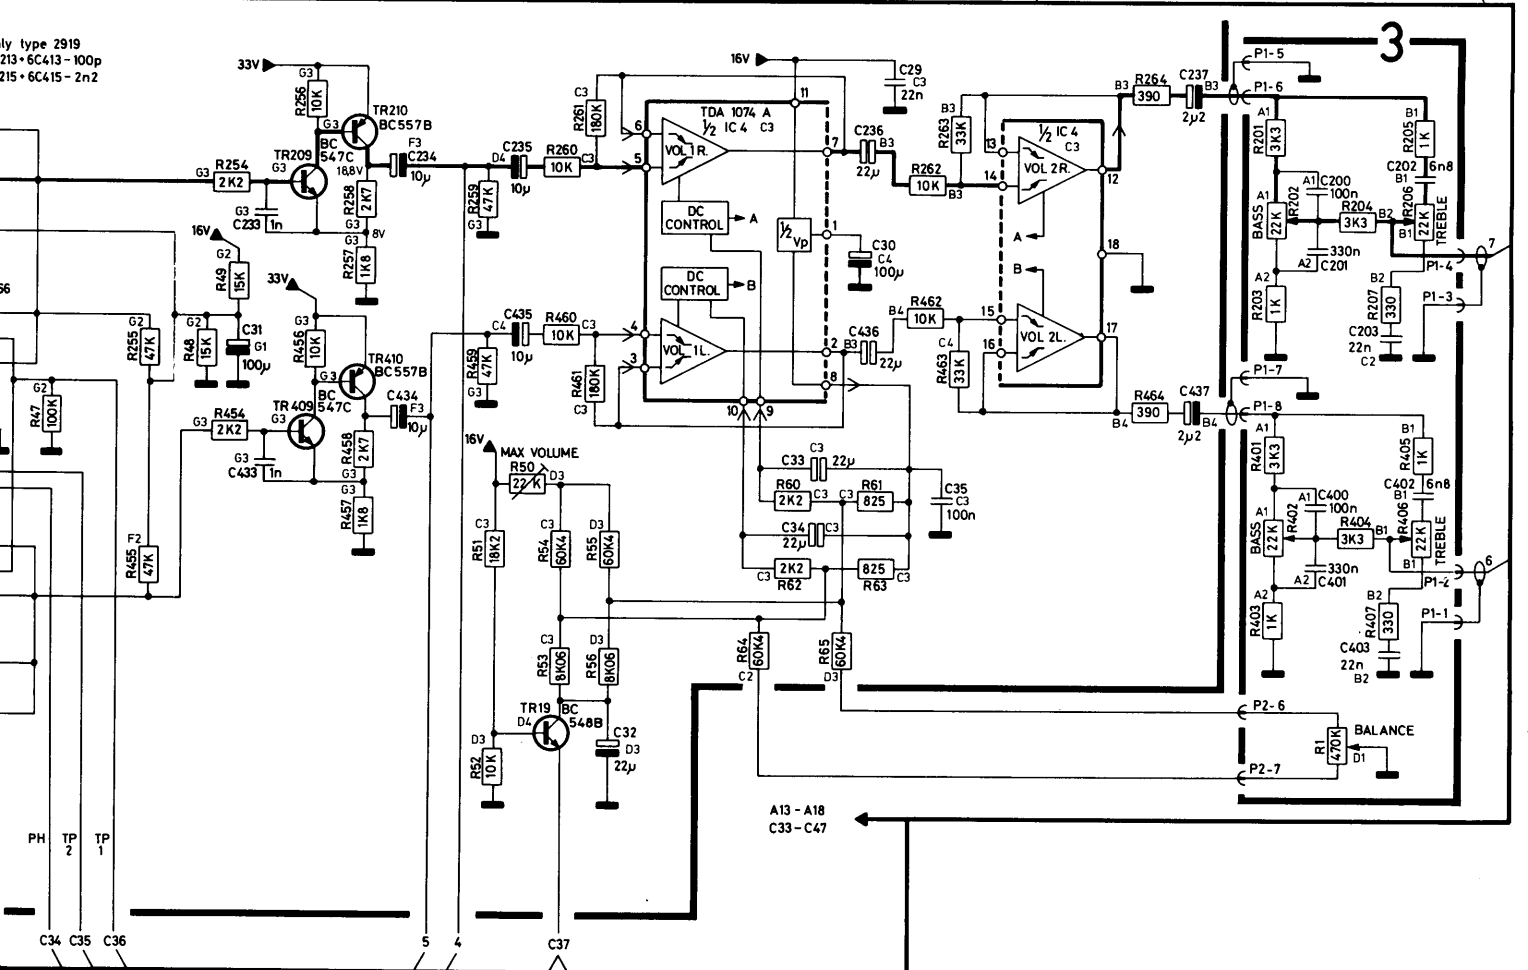 ly type 2919
213+6C413-100p
215+6C415-2n2
33V
G3
R256
10K
TR210
BC557B
G3
BC
547C
TR209
G3
R254
2K2
G3
G3
C233
1n
18,8V
R258
2K7
G3
8V
G3
R257
1K8
F3
C234
10µ
16V
G2
R49
15K
33V
G3
R456
10K
TR410
BC557B
G3
BC
547C
TR409
G3
R454
2K2
G3
G3
C433
1n
R458
2K7
G3
G3
R457
1K8
C434
F3
10µ
66
G2
R255
47K
G2
R48
15K
C31
G1
100µ
G2
R47
100K
F2
R455
47K
D4
C235
10µ
R260
10K
C3
R259
47K
G3
C3
R261
180K
C4
C435
10µ
R460
10K
C3
R459
47K
G3
R461
180K
C3
16V
C29
C3
22n
11
TDA 1074 A
½ IC4 C3
6
5
VOL 1R.
7
DC
CONTROL
A
½
Vp
1
C30
C4
100µ
DC
CONTROL
B
4
3
VOL 1L.
2
8
10
9
C236
B3
22µ
B3
C436
22µ
R262
10K
B3
B3
R263
33K
B4
R462
10K
C4
R463
33K
½ IC4
C3
13
14
VOL 2R.
12
A
18
B
15
16
VOL 2L.
17
B3
R264
390
C237
B3
2µ2
R464
390
B4
C437
B4
2µ2
3
P1-5
P1-6
A1
R201
3K3
B1
R205
1K
C202
6n8
B1
A1
BASS
22K
R202
C200
100n
R204
3K3
B2
R206
B1
22K
TREBLE
330n
C201
A2
A2
R203
1K
B2
R207
330
C203
22n
C2
P1-4
7
P1-3
P1-7
P1-8
A1
R401
3K3
B1
R405
1K
C402
6n8
B1
A1
A1
BASS
22K
R402
C400
100n
R404
3K3
B1
R406
B1
22K
TREBLE
330n
C401
A2
A2
R403
1K
B2
R407
330
C403
22n
B2
P1-2
6
P1-1
16V
MAX VOLUME
R50
22K
D3
C3
R51
18K2
C3
R54
60K4
D3
R55
60K4
C3
R53
8K06
D3
R56
8K06
TR19
BC
548B
D4
D3
R52
10K
C32
D3
22µ
C3
C33
22µ
R60
2K2
C3
C3
R61
825
C34
22µ
C3
C3
2K2
R62
825
R63
C3
C35
C3
100n
R64
60K4
C2
R65
60K4
D3
P2-6
R1
470K
BALANCE
D1
P2-7
A13-A18
C33-C47
PH
TP
2
TP
1
C34
C35
C36
5
4
C37